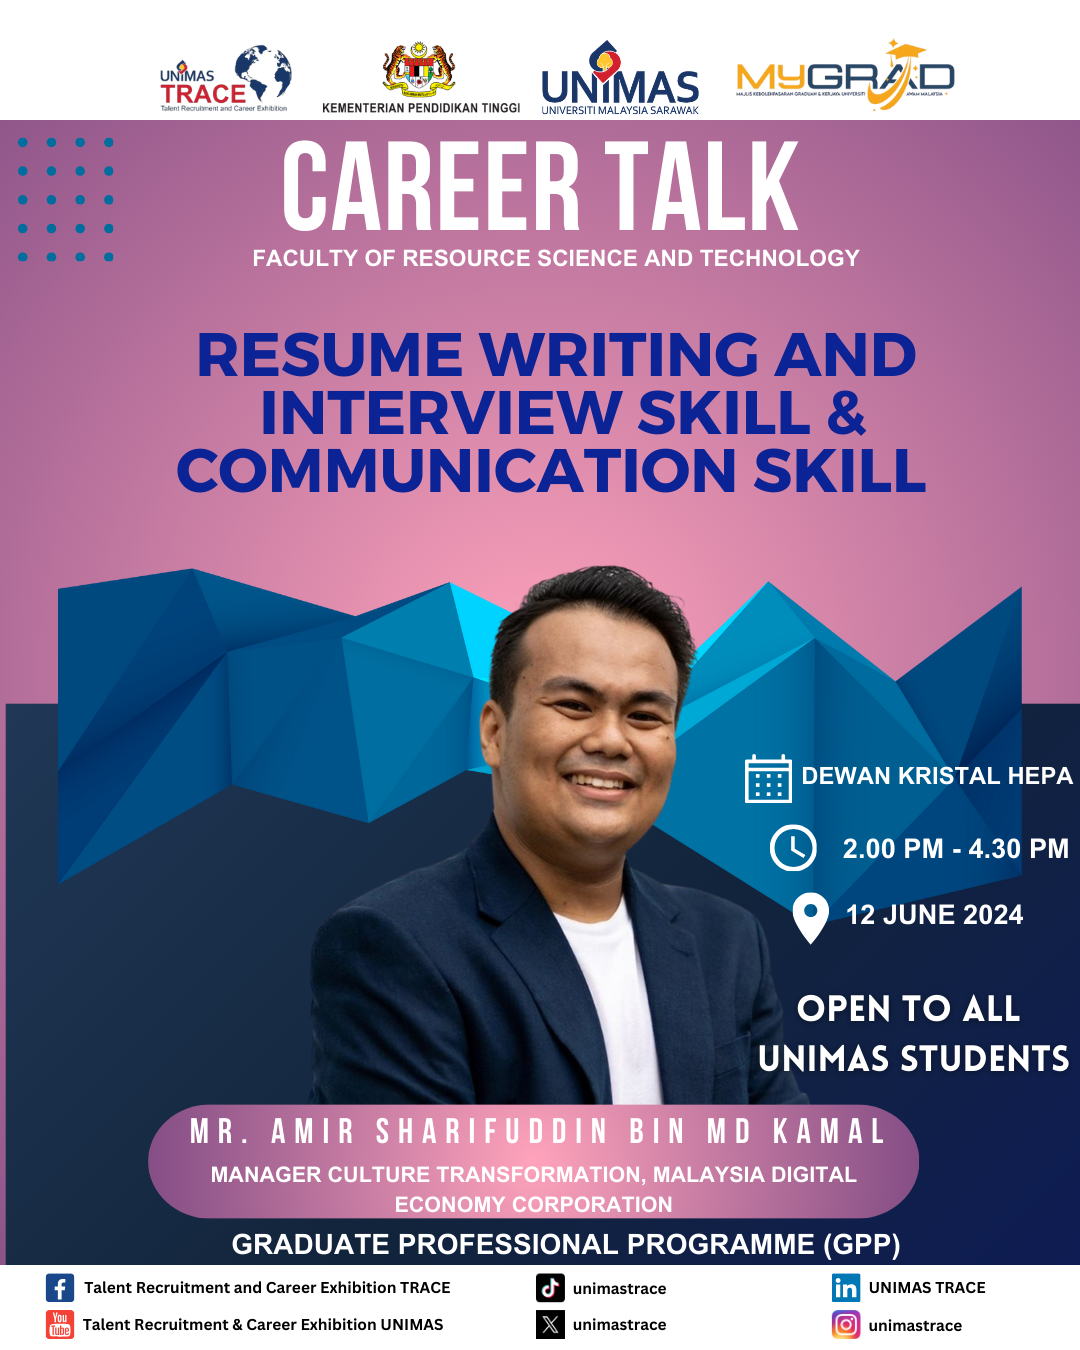 UNIMAS
TRACE
Talent Recruitment and Career Exhibition
KEMENTERIAN PENDIDIKAN TINGGI
UNIMAS
UNIVERSITI MALAYSIA SARAWAK
MYGRAD
MAJLIS KEBOLEHPASARAN GRADUAN & KERJAYA UNIVERSITI AWAM MALAYSIA
CAREER TALK
FACULTY OF RESOURCE SCIENCE AND TECHNOLOGY
RESUME WRITING AND
INTERVIEW SKILL &
COMMUNICATION SKILL
DEWAN KRISTAL HEPA
2.00 PM - 4.30 PM
12 JUNE 2024
OPEN TO ALL
UNIMAS STUDENTS
MR. AMIR SHARIFUDDIN BIN MD KAMAL
MANAGER CULTURE TRANSFORMATION, MALAYSIA DIGITAL
ECONOMY CORPORATION
GRADUATE PROFESSIONAL PROGRAMME (GPP)
Talent Recruitment and Career Exhibition TRACE
unimastrace
UNIMAS TRACE
You Tube
Talent Recruitment & Career Exhibition UNIMAS
unimastrace
unimastrace